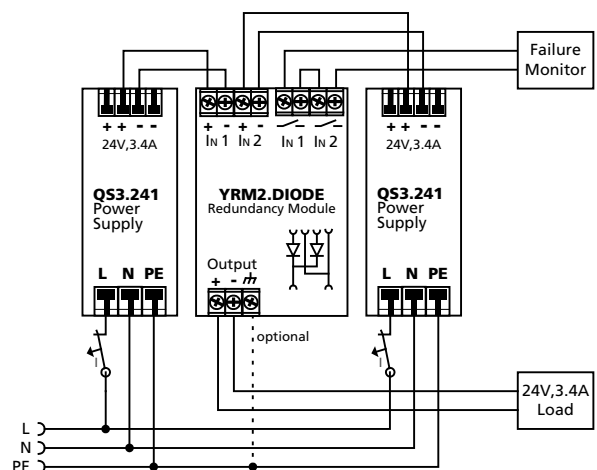 Failure
Monitor
+ + - -
24V,3.4A
QS3.241
Power
Supply
L N PE
+ - + -
IN 1 IN 2
IN 1 IN 2
YRM2.DIODE
Redundancy Module
Output
+ -
optional
+ + - -
24V,3.4A
QS3.241
Power
Supply
L N PE
I
I
24V,3.4A
Load
L
N
PE